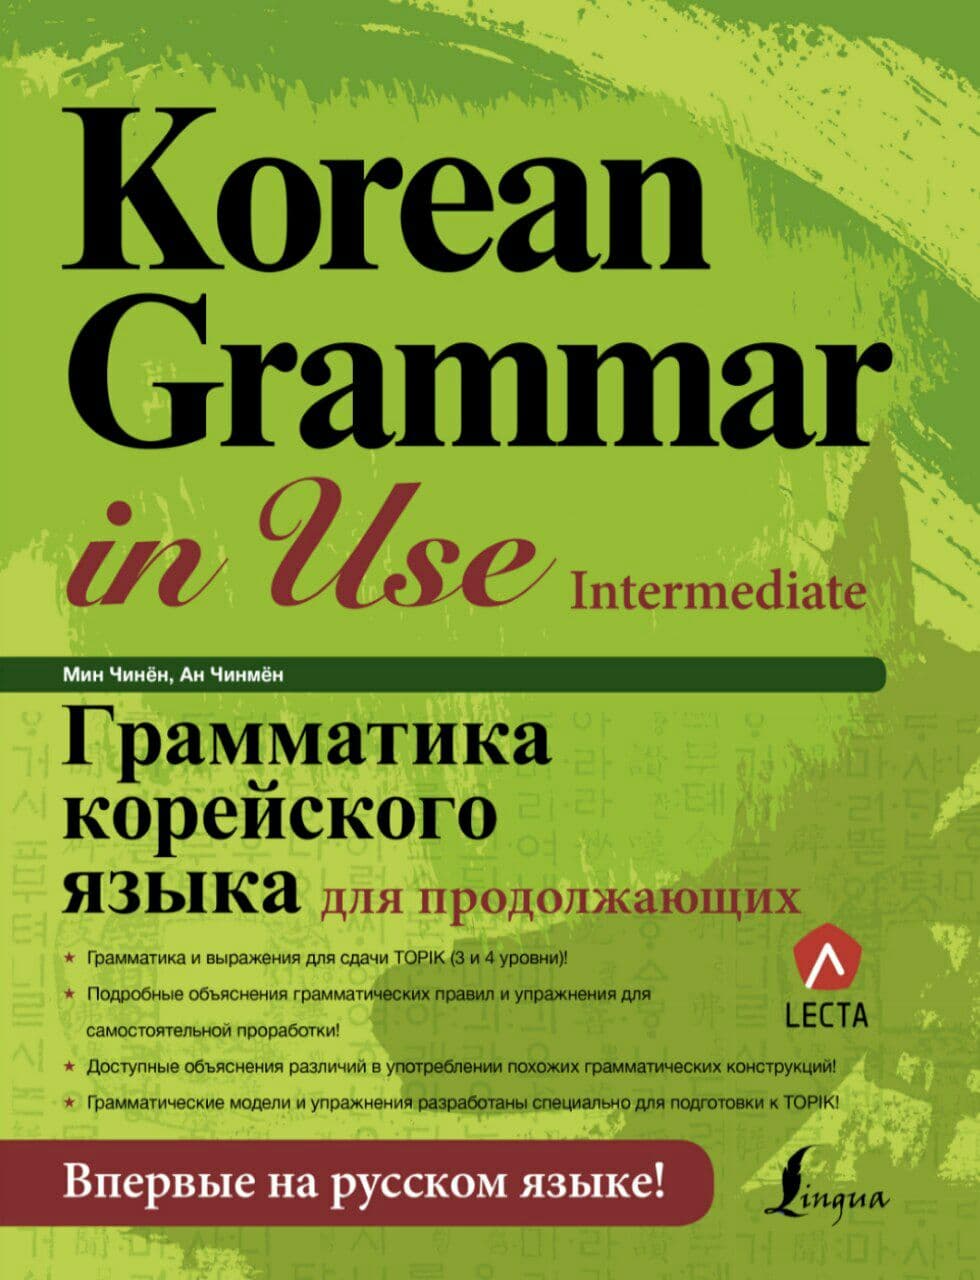 Korean
Grammar
in Use Intermediate
Мин Чинён, Ан Чинмён
Грамматика
корейского
языка для продолжающих
★ Грамматика и выражения для сдачи TOPIK (3 и 4 уровни)!
★ Подробные объяснения грамматических правил и упражнения для
самостоятельной проработки!
★ Доступные объяснения различий в употреблении похожих грамматических конструкций!
★ Грамматические модели и упражнения разработаны специально для подготовки к TOPIK!
LECTA
Впервые на русском языке!
Lingua